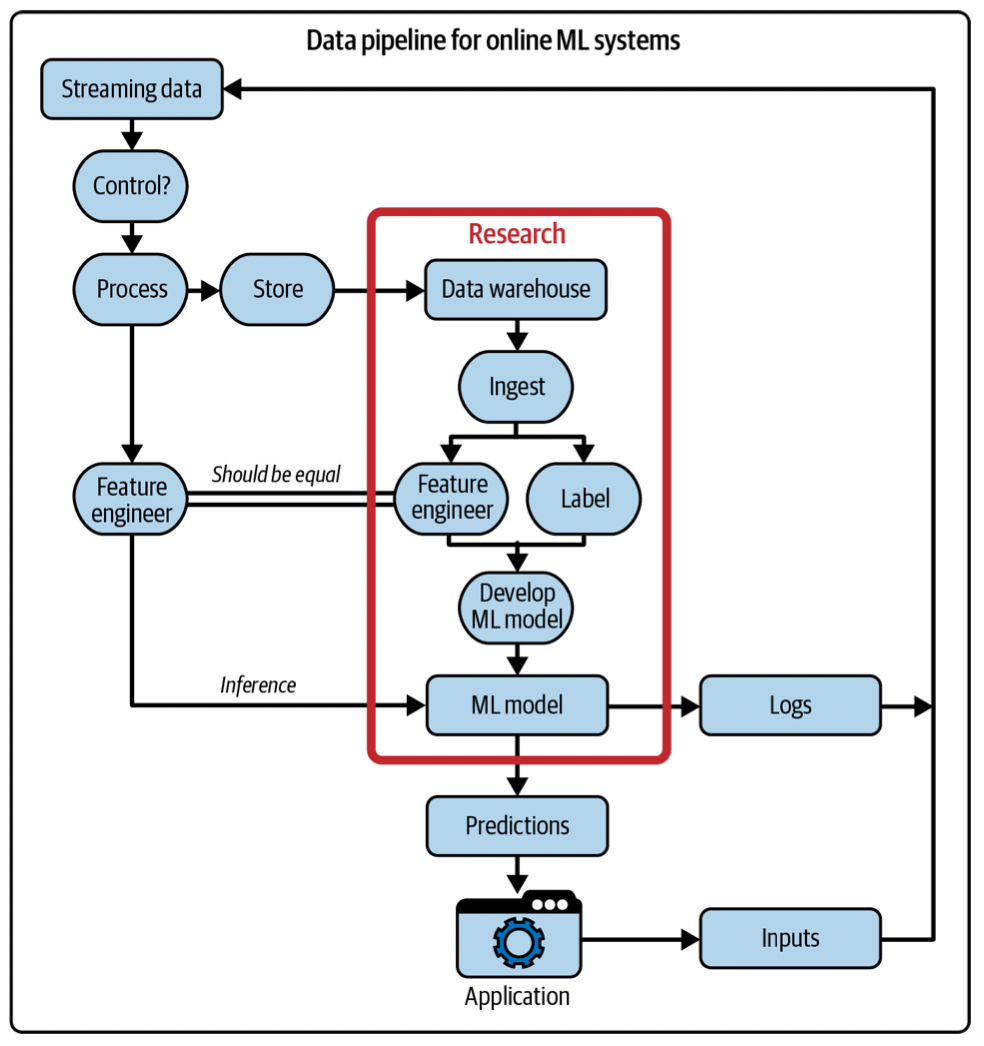 Data pipeline for online ML systems
Streaming data
Control?
Research
Process
Store
Data warehouse
Ingest
Should be equal
Feature
engineer
Feature
engineer
Label
Develop
ML model
Inference
ML model
Logs
Predictions
Inputs
Application